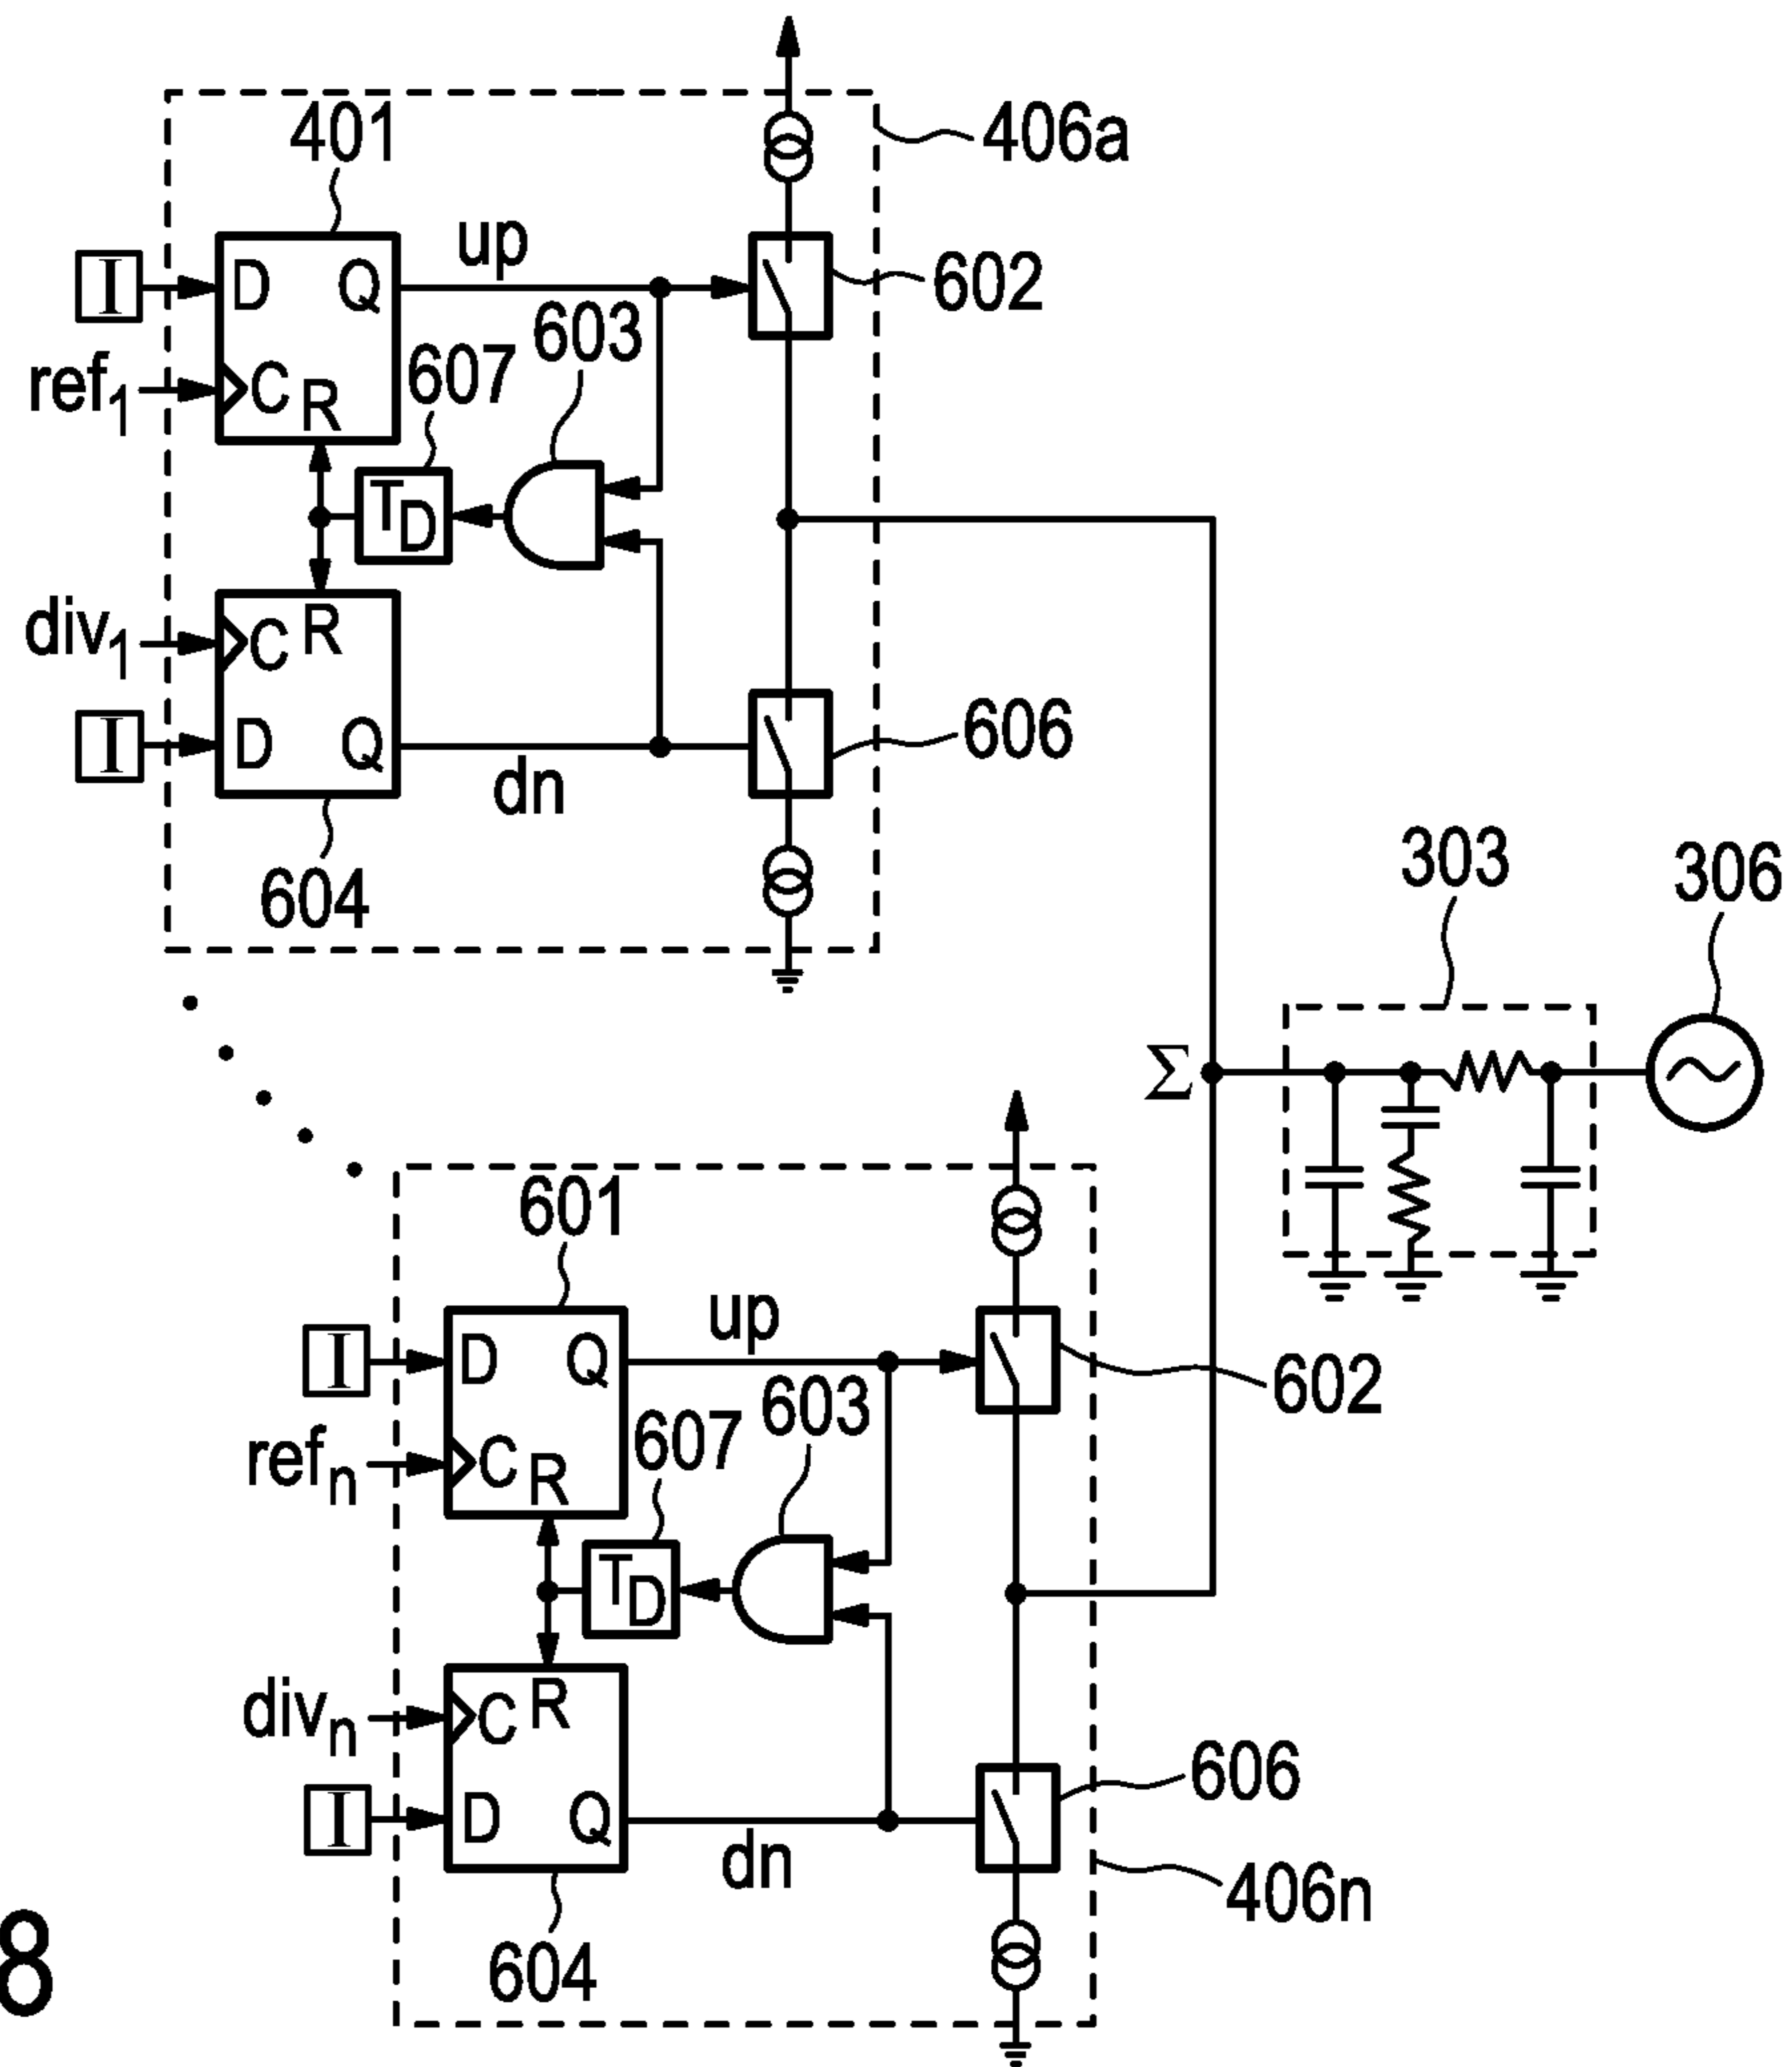 401
406a
up
I
D
Q
602
603
607
ref1
C
R
TD
div1
C
R
606
I
D
Q
dn
604
303
306
Σ
601
up
I
D
Q
602
603
607
refn
C
R
TD
divn
C
R
606
I
D
Q
dn
406n
604
8